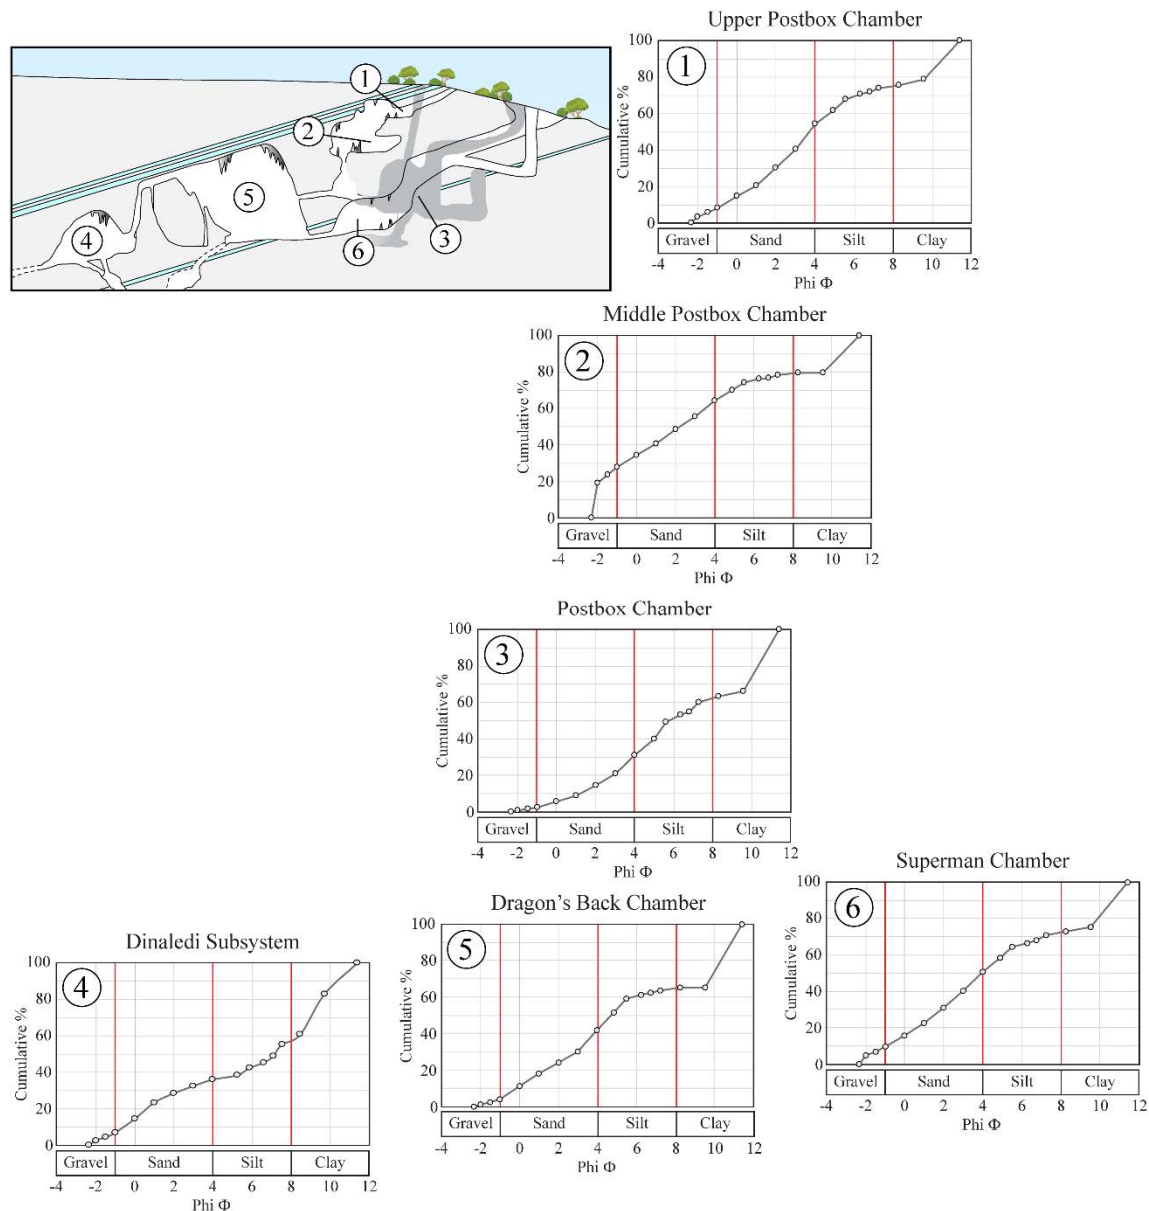 Upper Postbox Chamber
1
2
3
4
5
6
1
100
80
60
40
20
0
Cumulative %
Gravel Sand Silt Clay
-4 -2 0 2 4 6 8 10 12
Phi Φ
Middle Postbox Chamber
2
100
80
60
40
20
0
Cumulative %
Gravel Sand Silt Clay
-4 -2 0 2 4 6 8 10 12
Phi Φ
Postbox Chamber
3
100
80
60
40
20
0
Cumulative %
Gravel Sand Silt Clay
-4 -2 0 2 4 6 8 10 12
Phi Φ
Dinaledi Subsystem
4
100
80
60
40
20
0
Cumulative %
Gravel Sand Silt Clay
-4 -2 0 2 4 6 8 10 12
Phi Φ
Dragon's Back Chamber
5
100
80
60
40
20
0
Cumulative %
Gravel Sand Silt Clay
-4 -2 0 2 4 6 8 10 12
Phi Φ
Superman Chamber
6
100
80
60
40
20
0
Cumulative %
Gravel Sand Silt Clay
-4 -2 0 2 4 6 8 10 12
Phi Φ